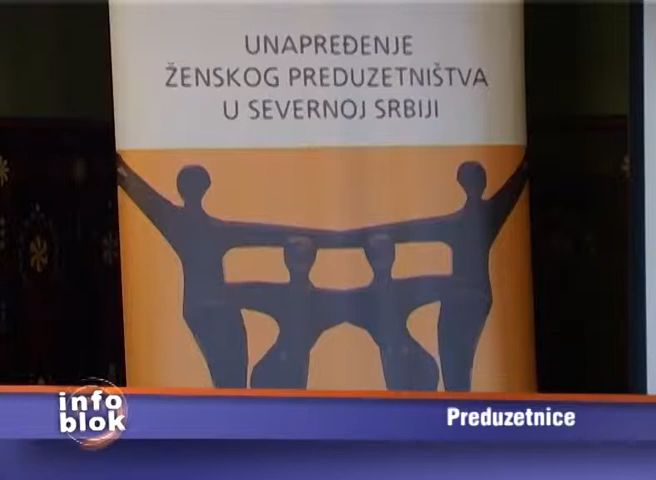 UNAPREĐENJE
ŽENSKOG PREDUZETNIŠTVA
U SEVERNOJ SRBIJI
info
blok
Preduzetnice